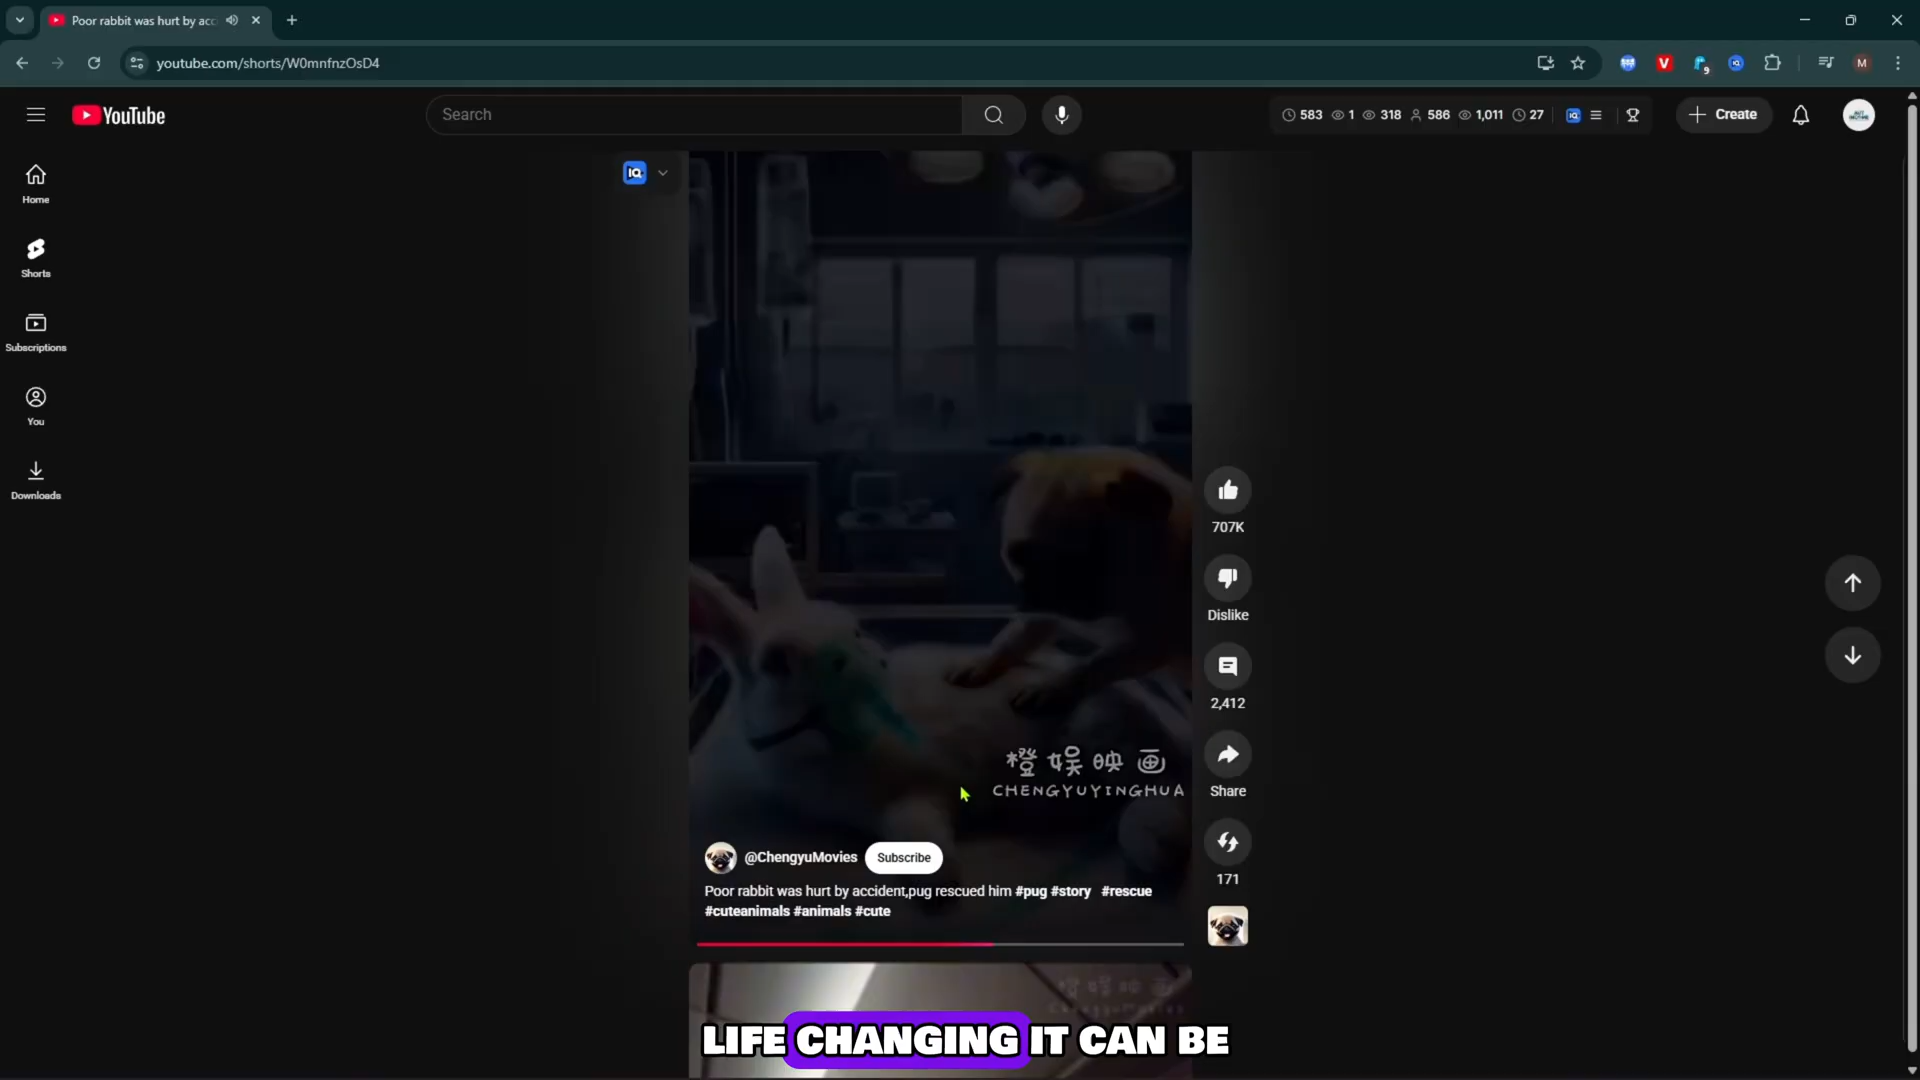 Poor rabbit was hurt by acc
youtube.com/shorts/W0mnfnzOsD4
9
M
YouTube
Search
583 1 318 586 1,011 27
IQ
Create
IQ
Home
Shorts
Subscriptions
You
Downloads
707K
Dislike
2,412
Share
171
橙娱映画
CHENGYUYINGHUA
@ChengyuMovies Subscribe
Poor rabbit was hurt by accident,pug rescued him #pug #story #rescue
#cuteanimals #animals #cute
LIFE CHANGING IT CAN BE